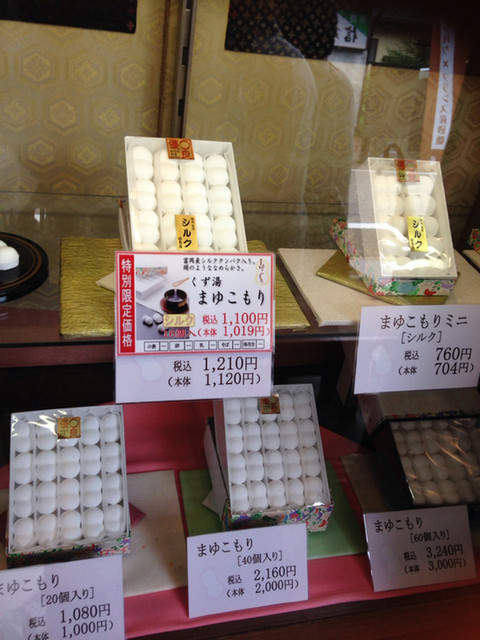 優良
シルク
特別限定価格
富岡産シルクタンパク入り。
絹のようななめらかさ。
くず湯
まゆこもり
シルク
税込 1,100円
(本体 1,019円)
税込 1,210円
(本体 1,120円)
シルク
まゆこもりミニ
[シルク]
税込 760円
(本体 704円)
まゆこもり
[20個入り]
税込 1,080円
(本体 1,000円)
まゆこもり
[40個入り]
税込 2,160円
(本体 2,000円)
まゆこもり
[60個入り]
税込 3,240円
(本体 3,000円)